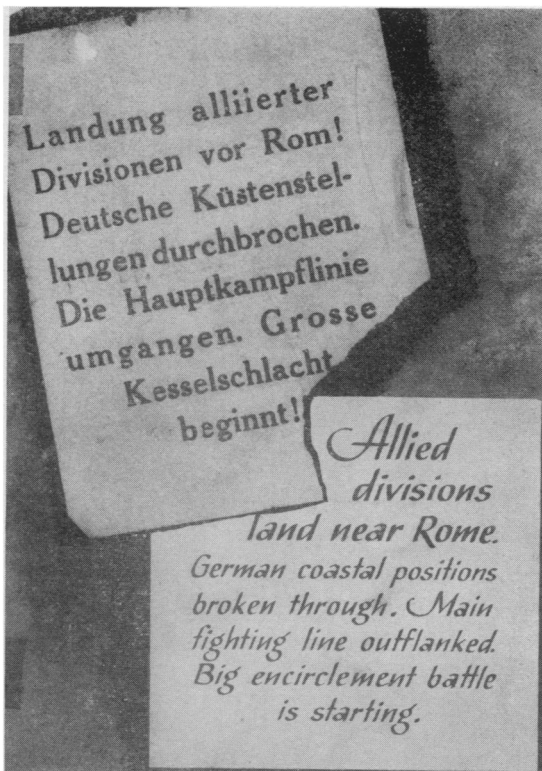 Landung alliierter
Divisionen vor Rom!
Deutsche Küstenstel-
lungen durchbrochen.
Die Hauptkampflinie
umgangen. Grosse
Kesselschlacht
beginnt!
Allied
divisions
land near Rome.
German coastal positions
broken through. Main
fighting line outflanked.
Big encirclement battle
is starting.